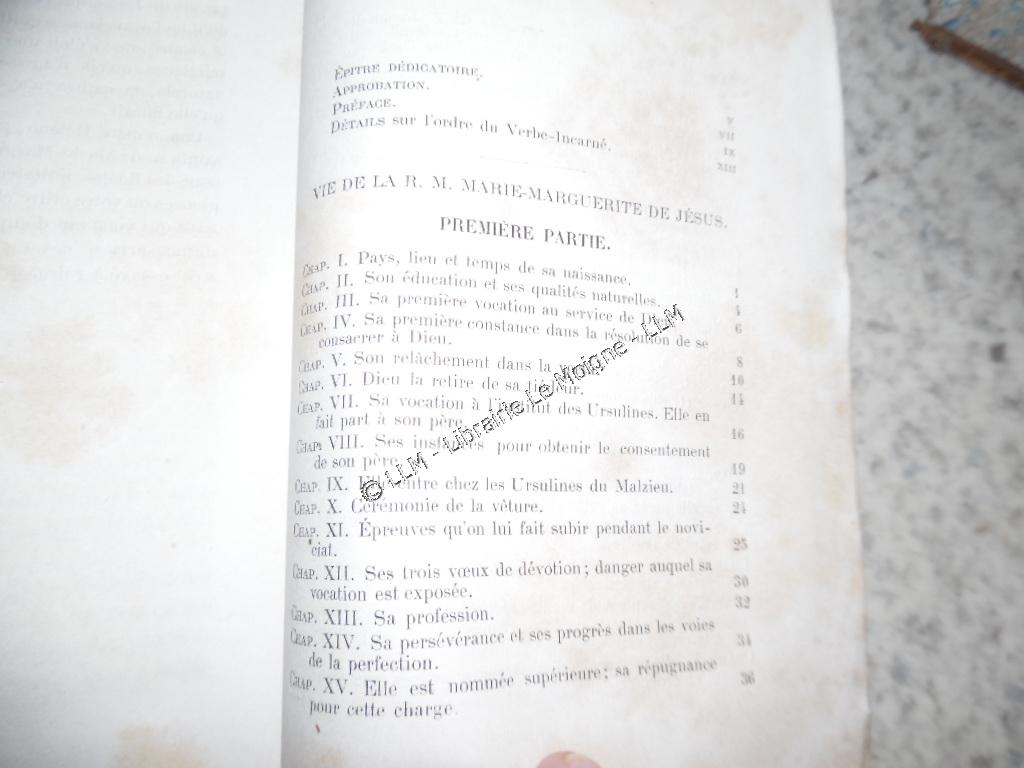 ÉPITRE DÉDICATOIRE. V
APPROBATION. VII
PRÉFACE. IX
DÉTAILS sur l'ordre du Verbe-Incarné. XIII
VIE DE LA R. M. MARIE-MARGUERITE DE JÉSUS.
PREMIÈRE PARTIE.
CHAP. I. Pays, lieu et temps de sa naissance. 1
CHAP. II. Son éducation et ses qualités naturelles. 4
CHAP. III. Sa première vocation au service de Dieu. 6
CHAP. IV. Sa première constance dans la résolution de se
consacrer à Dieu. 8
CHAP. V. Son relâchement dans la 10
CHAP. VI. Dieu la retire de sa tiédeur. 14
CHAP. VII. Sa vocation à l'institut des Ursulines. Elle en
fait part à son père. 16
CHAP. VIII. Ses instances pour obtenir le consentement
de son père. 19
CHAP. IX. Elle entre chez les Ursulines du Malzieu. 21
CHAP. X. Cérémonie de la vêture. 24
CHAP. XI. Épreuves qu'on lui fait subir pendant le novi-
ciat. 25
CHAP. XII. Ses trois vœux de dévotion; danger auquel sa
vocation est exposée. 30
CHAP. XIII. Sa profession. 32
CHAP. XIV. Sa persévérance et ses progrès dans les voies
de la perfection. 34
CHAP. XV. Elle est nommée supérieure; sa répugnance
pour cette charge. 36
© LLM - Librairie Le Moigne - LLM